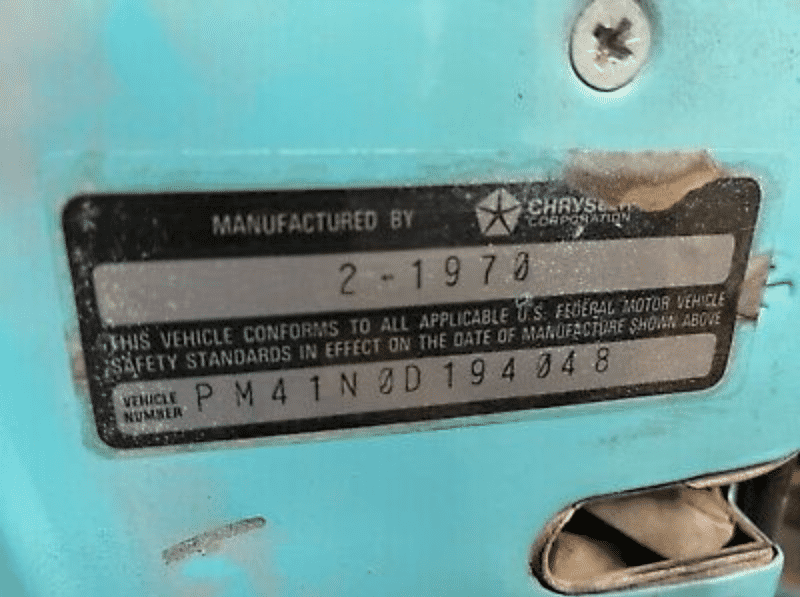 MANUFACTURED BY CHRYSLER CORPORATION
2-1970
THIS VEHICLE CONFORMS TO ALL APPLICABLE U.S. FEDERAL MOTOR VEHICLE
SAFETY STANDARDS IN EFFECT ON THE DATE OF MANUFACTURE SHOWN ABOVE
VEHICLE NUMBER PM41N0D194048